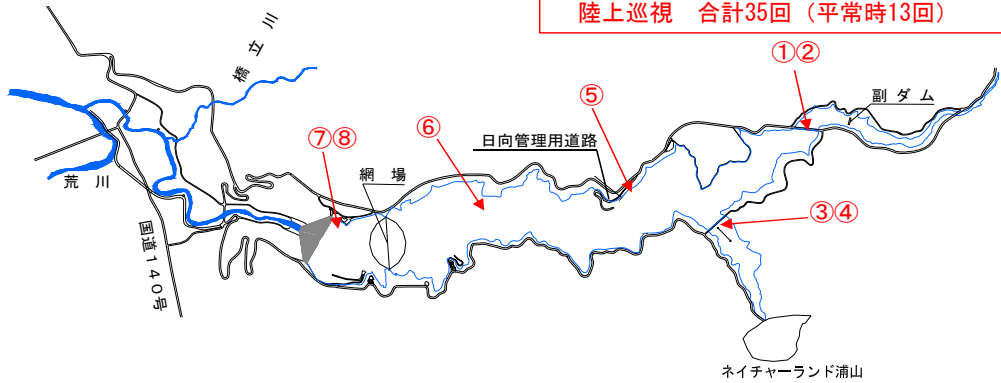 陸上巡視 合計35回（平常時13回）
橋立川
①②
副ダム
⑤
日向管理用道路
⑥
⑦⑧
網場
荒川
③④
国道140号
ネイチャーランド浦山